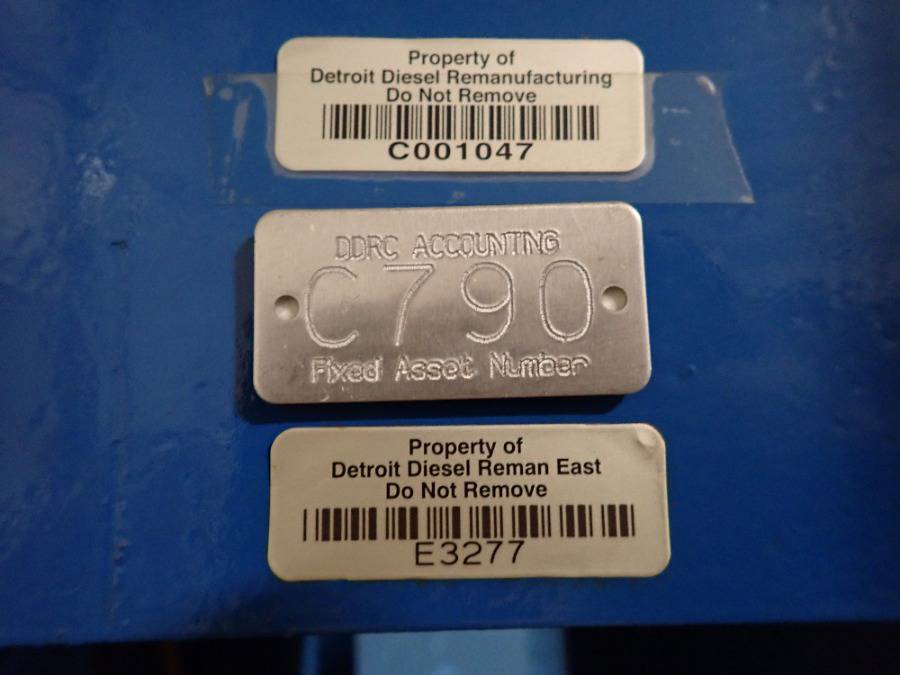 Property of
Detroit Diesel Remanufacturing
Do Not Remove
C001047
DDRC ACCOUNTING
C790
Fixed Asset Number
Property of
Detroit Diesel Reman East
Do Not Remove
E3277